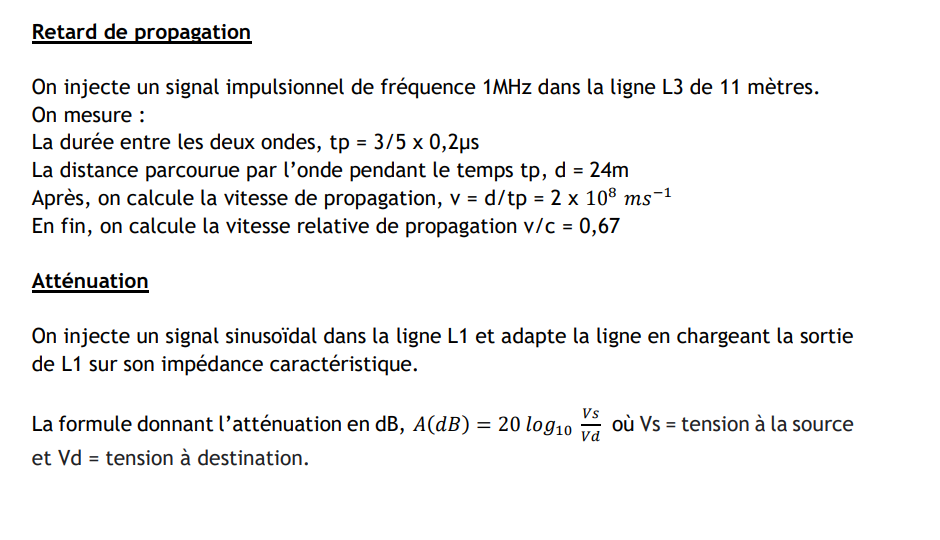 Retard de propagation
On injecte un signal impulsionnel de fréquence 1MHz dans la ligne L3 de 11 mètres.
On mesure :
La durée entre les deux ondes, tp = 3/5 x 0,2µs
La distance parcourue par l’onde pendant le temps tp, d = 24m
Après, on calcule la vitesse de propagation, v = d/tp = 2 x 10⁸ ms⁻¹
En fin, on calcule la vitesse relative de propagation v/c = 0,67
Atténuation
On injecte un signal sinusoïdal dans la ligne L1 et adapte la ligne en chargeant la sortie
de L1 sur son impédance caractéristique.
La formule donnant l’atténuation en dB, A(dB) = 20 log₁₀ Vs/Vd où Vs = tension à la source
et Vd = tension à destination.